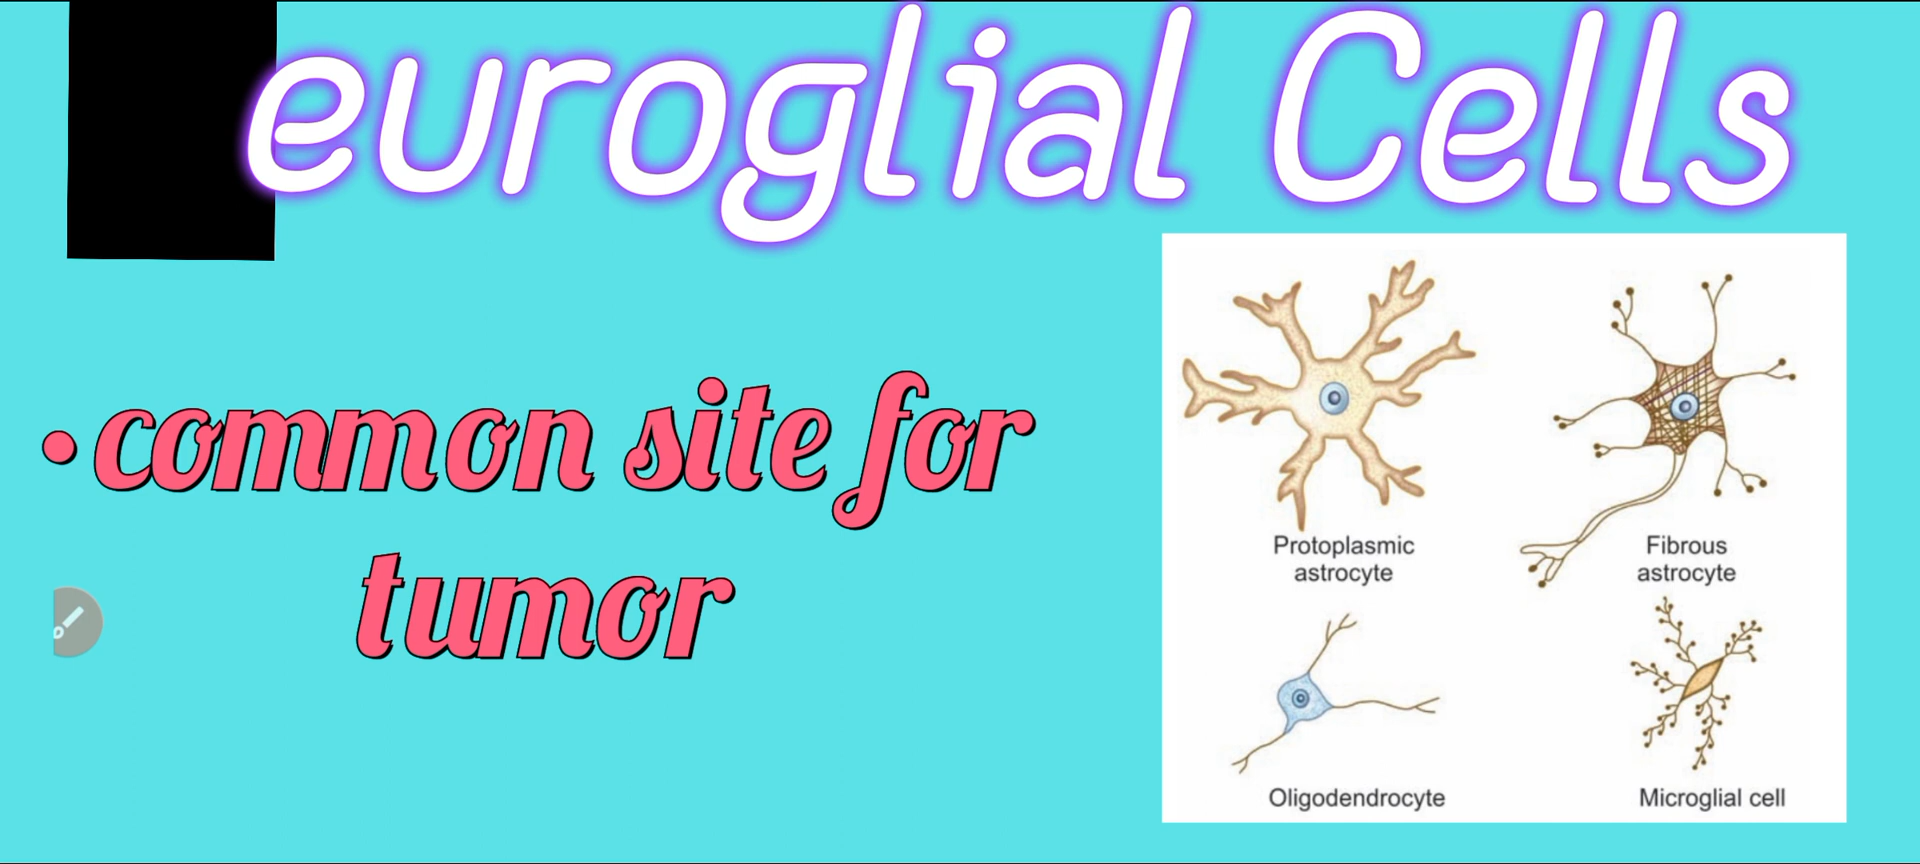 euroglial Cells
•common site for
tumor
Protoplasmic
astrocyte
Fibrous
astrocyte
Oligodendrocyte
Microglial cell